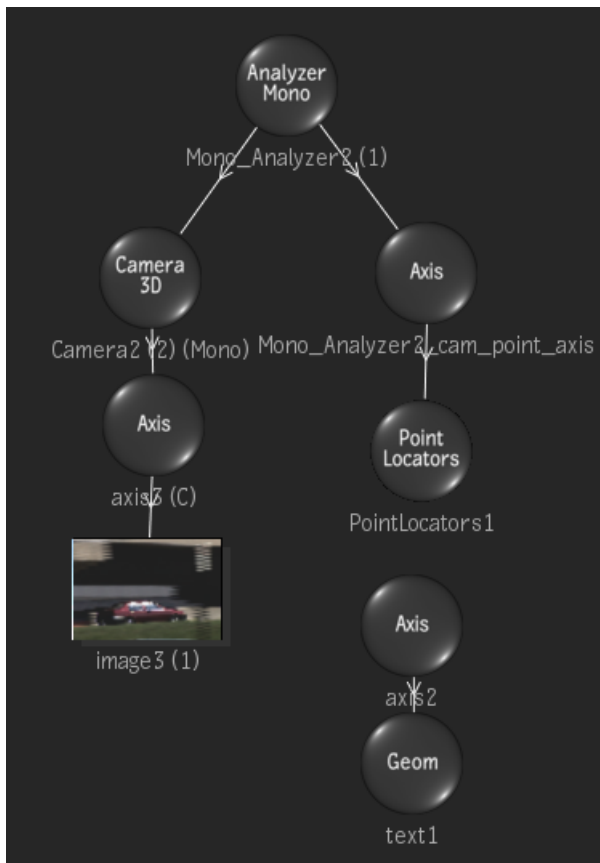 Analyzer
Mono
Mono_Analyzer2 (1)
Camera
3D
Axis
Camera2 (2) (Mono)
Mono_Analyzer2_cam_point_axis
Axis
Point
Locators
axis3 (C)
PointLocators1
image3 (1)
Axis
axis2
Geom
text1